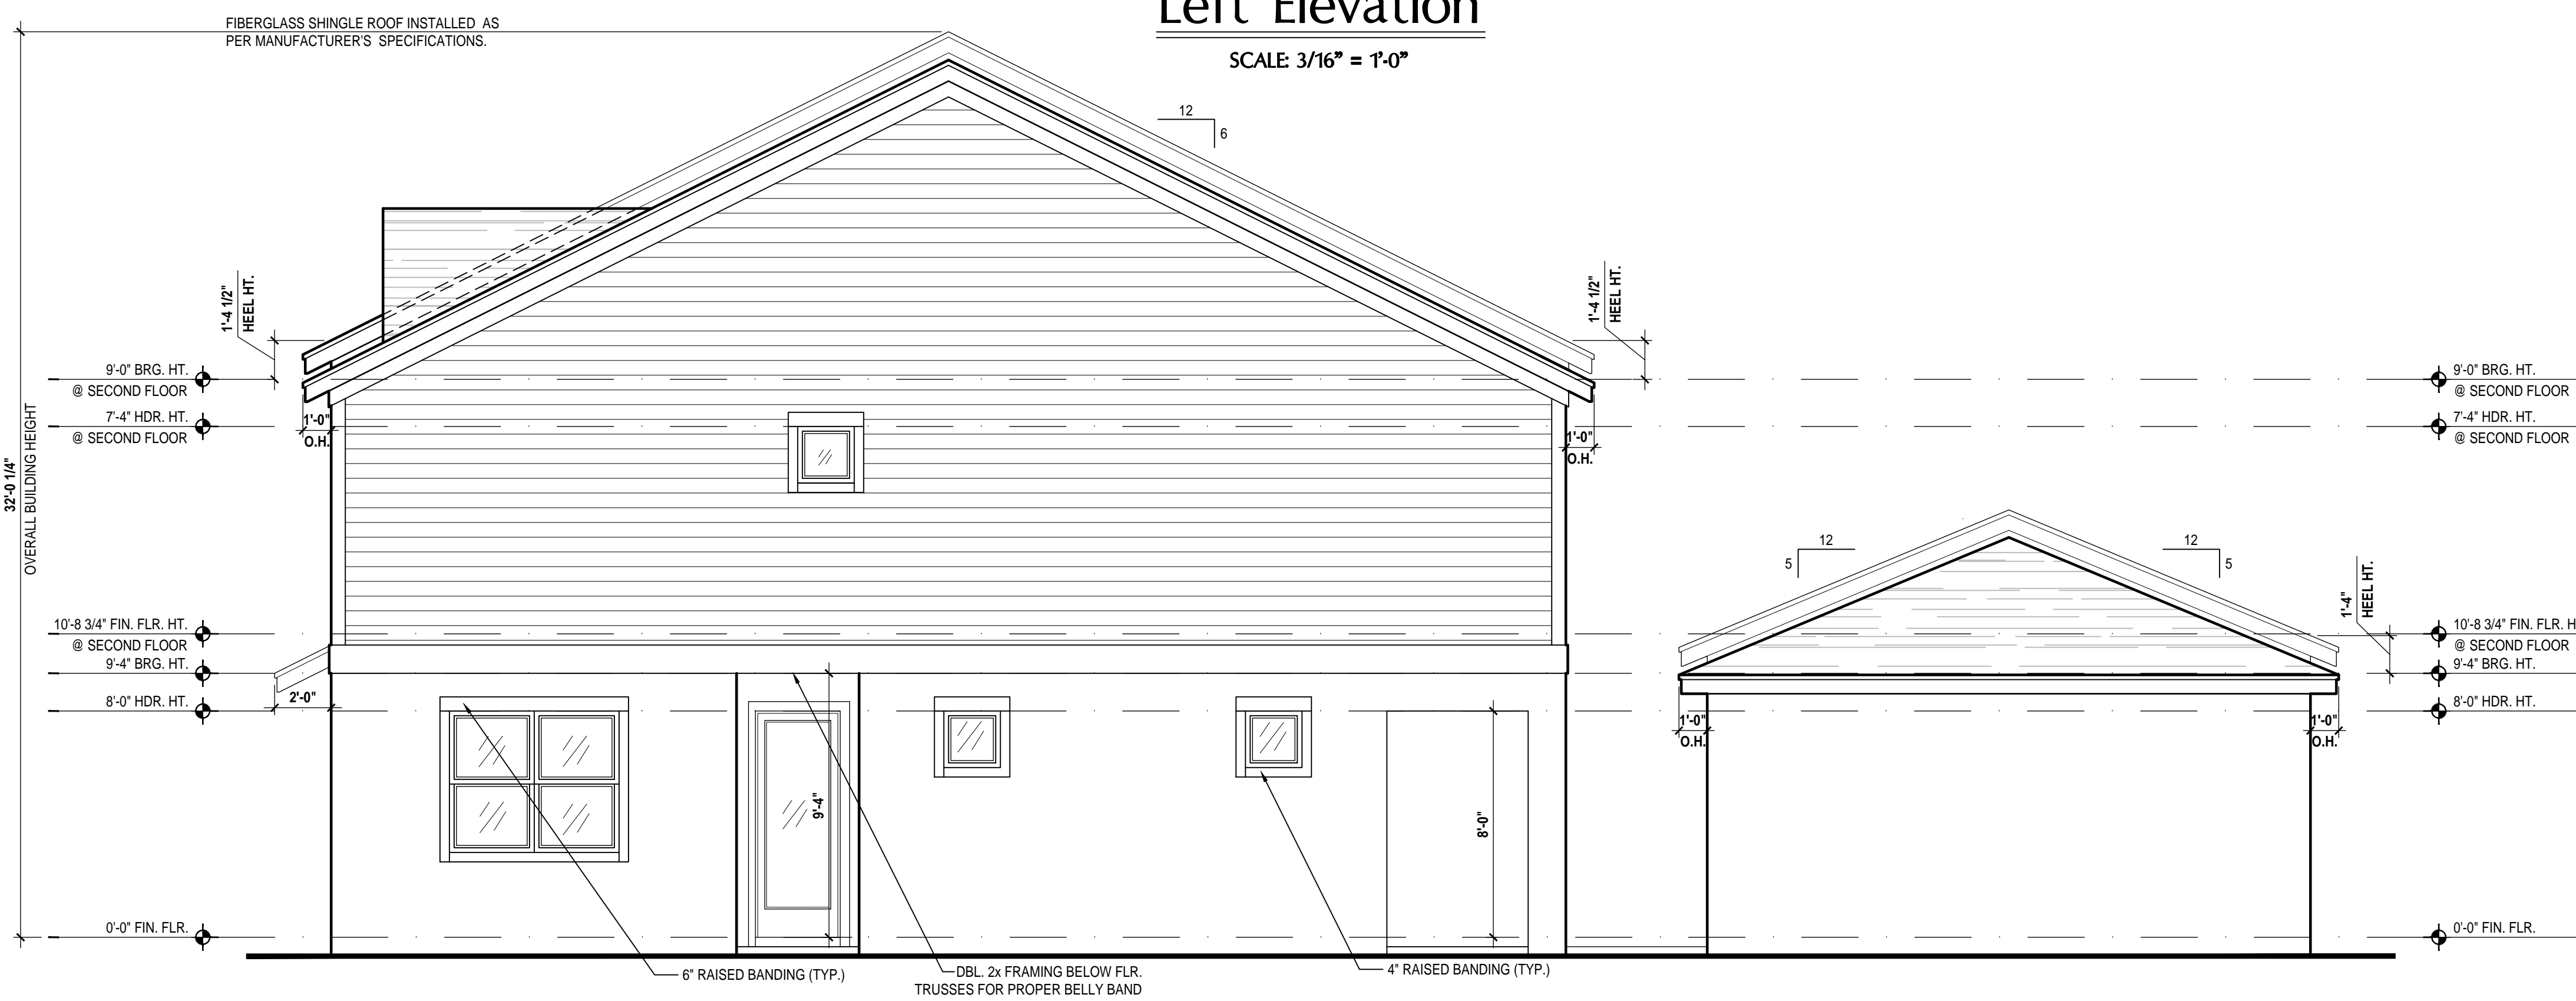 Left Elevation
SCALE: 3/16" = 1'-0"
FIBERGLASS SHINGLE ROOF INSTALLED AS
PER MANUFACTURER'S SPECIFICATIONS.
12
6
1'-4 1/2"
HEEL HT.
1'-4 1/2"
HEEL HT.
9'-0" BRG. HT.
@ SECOND FLOOR
7'-4" HDR. HT.
@ SECOND FLOOR
1'-0"
O.H.
1'-0"
O.H.
9'-0" BRG. HT.
@ SECOND FLOOR
7'-4" HDR. HT.
@ SECOND FLOOR
32'-0 1/4"
OVERALL BUILDING HEIGHT
12
5
12
5
1'-4"
HEEL HT.
10'-8 3/4" FIN. FLR. HT.
@ SECOND FLOOR
9'-4" BRG. HT.
8'-0" HDR. HT.
2'-0"
10'-8 3/4" FIN. FLR. H
@ SECOND FLOOR
9'-4" BRG. HT.
8'-0" HDR. HT.
1'-0"
O.H.
1'-0"
O.H.
9'-4"
8'-0"
0'-0" FIN. FLR.
0'-0" FIN. FLR.
6" RAISED BANDING (TYP.)
DBL. 2x FRAMING BELOW FLR.
TRUSSES FOR PROPER BELLY BAND
4" RAISED BANDING (TYP.)